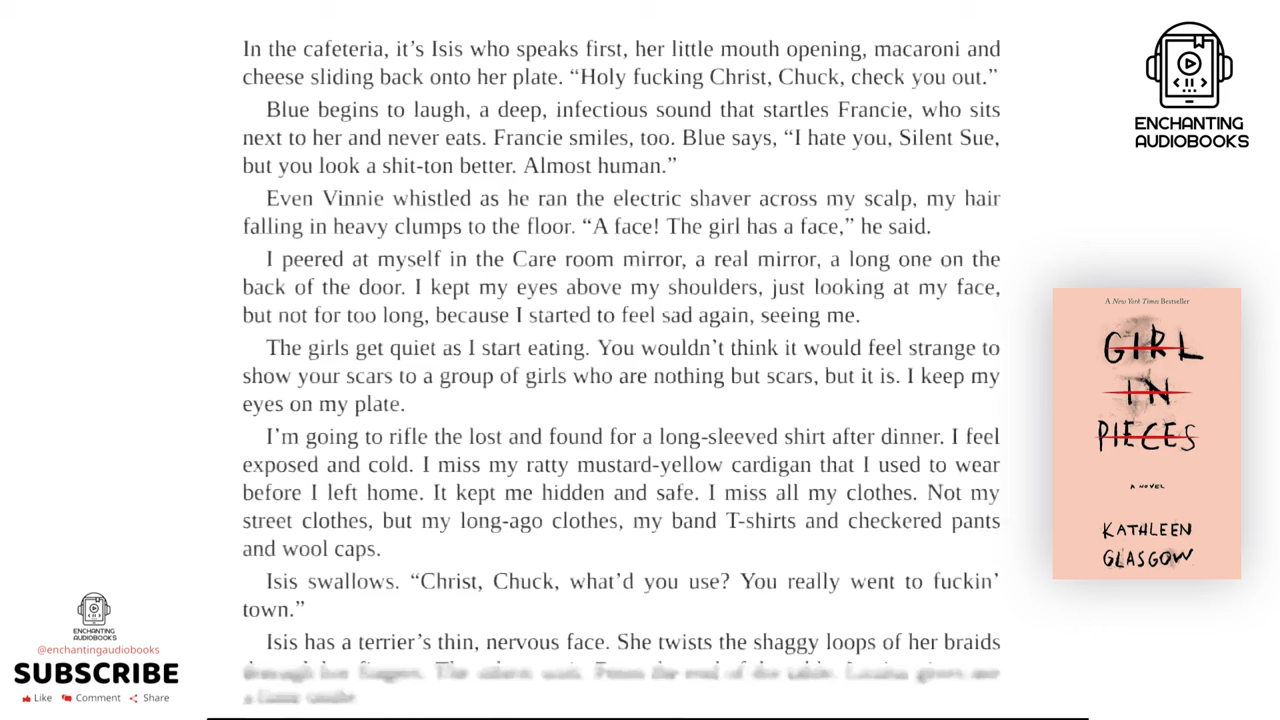 In the cafeteria, it’s Isis who speaks first, her little mouth opening, macaroni and
cheese sliding back onto her plate. “Holy fucking Christ, Chuck, check you out.”
Blue begins to laugh, a deep, infectious sound that startles Francie, who sits
next to her and never eats. Francie smiles, too. Blue says, “I hate you, Silent Sue,
but you look a shit-ton better. Almost human.”
Even Vinnie whistled as he ran the electric shaver across my scalp, my hair
falling in heavy clumps to the floor. “A face! The girl has a face,” he said.
I peered at myself in the Care room mirror, a real mirror, a long one on the
back of the door. I kept my eyes above my shoulders, just looking at my face,
but not for too long, because I started to feel sad again, seeing me.
The girls get quiet as I start eating. You wouldn’t think it would feel strange to
show your scars to a group of girls who are nothing but scars, but it is. I keep my
eyes on my plate.
I’m going to rifle the lost and found for a long-sleeved shirt after dinner. I feel
exposed and cold. I miss my ratty mustard-yellow cardigan that I used to wear
before I left home. It kept me hidden and safe. I miss all my clothes. Not my
street clothes, but my long-ago clothes, my band T-shirts and checkered pants
and wool caps.
Isis swallows. “Christ, Chuck, what’d you use? You really went to fuckin’
town.”
Isis has a terrier’s thin, nervous face. She twists the shaggy loops of her braids
ENCHANTING
AUDIOBOOKS
A New York Times Bestseller
GIRL
IN
PIECES
A NOVEL
KATHLEEN
GLASGOW
ENCHANTING
AUDIOBOOKS
@enchantingaudiobooks
SUBSCRIBE
Like Comment Share